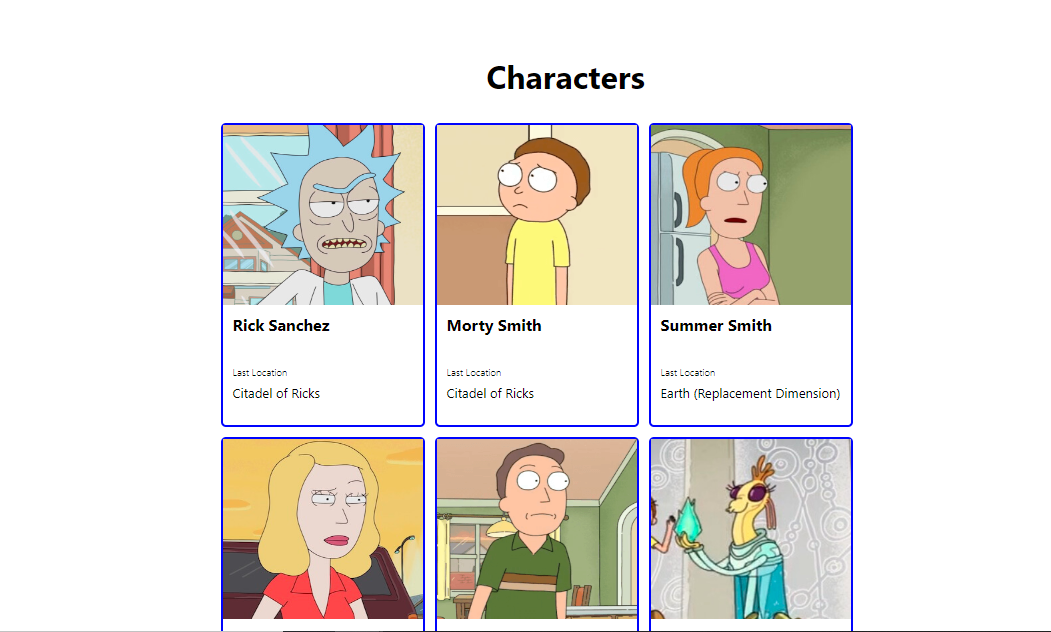 Characters
Rick Sanchez
Last Location
Citadel of Ricks
Morty Smith
Last Location
Citadel of Ricks
Summer Smith
Last Location
Earth (Replacement Dimension)